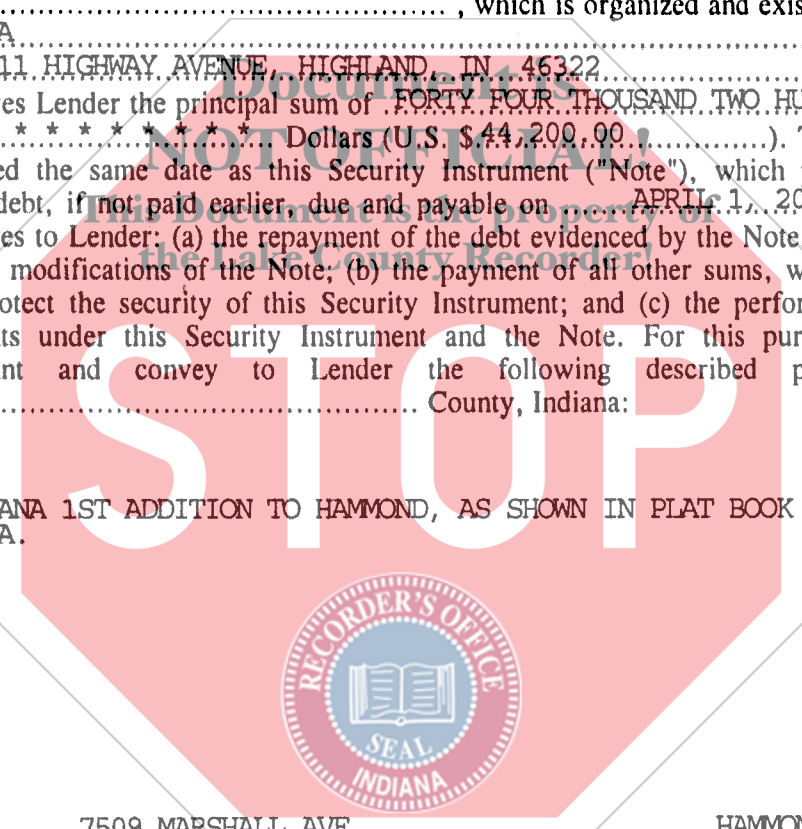 , which is organized and exis
A
11 HIGHWAY AVENUE, HIGHLAND, IN 46322
Document is
es Lender the principal sum of FORTY FOUR THOUSAND TWO HU
* * * * * * * * Dollars (U.S. $ 44,200.00 ).
NOT OFFICIAL!
ed the same date as this Security Instrument ("Note"), which
debt, if not paid earlier, due and payable on APRIL 1, 20
This Document is the property of
es to Lender: (a) the repayment of the debt evidenced by the Note,
the Lake County Recorder!
modifications of the Note; (b) the payment of all other sums, w
otect the security of this Security Instrument; and (c) the perfor
ts under this Security Instrument and the Note. For this pur
nt and convey to Lender the following described p
County, Indiana:
STOP
ANA 1ST ADDITION TO HAMMOND, AS SHOWN IN PLAT BOOK
A.
RECORDER'S OFFICE
SEAL
INDIANA
7509 MARSHALL AVE
HAMMON